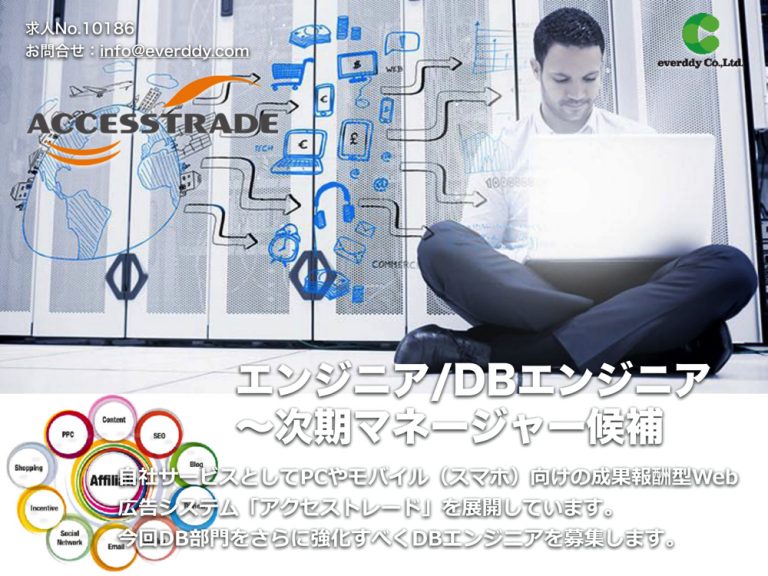 求人No.10186
お問合せ：info@everddy.com
everddy Co.,Ltd.
ACCESSTRADE
WEB
TECH
COMMERC
エンジニア/DBエンジニア
〜次期マネージャー候補
Content
PPC
SEO
Shopping
Blog
Affili
Incentive
Social
Network
Email
自社サービスとしてPCやモバイル（スマホ）向けの成果報酬型Web
広告システム「アクセストレード」を展開しています。
今回DB部門をさらに強化すべくDBエンジニアを募集します。